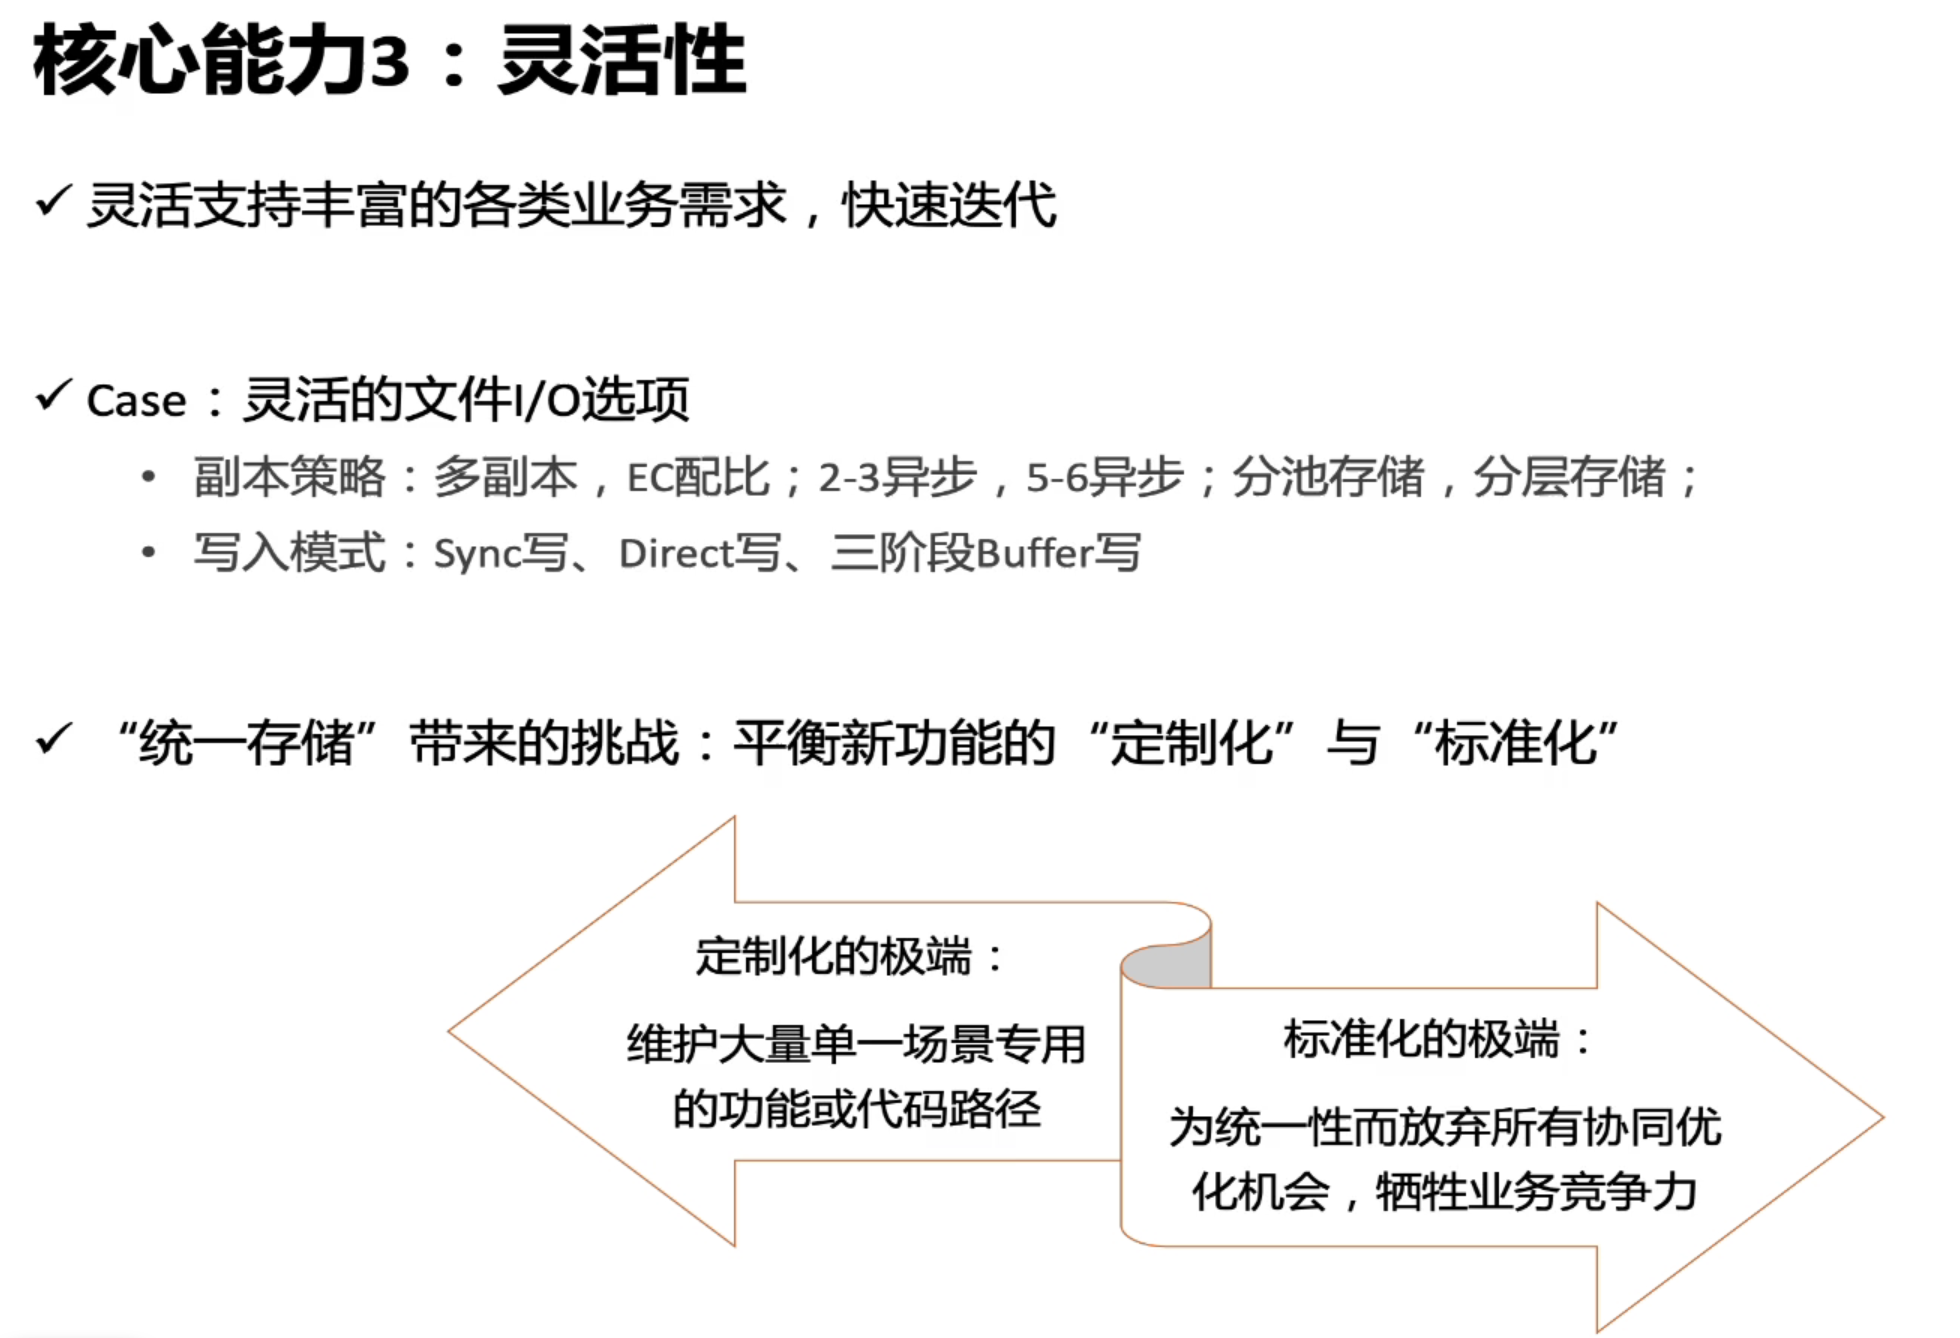 核心能力3：灵活性
✓ 灵活支持丰富的各类业务需求，快速迭代
✓ Case：灵活的文件I/O选项
• 副本策略：多副本，EC配比；2-3异步，5-6异步；分池存储，分层存储；
• 写入模式：Sync写、Direct写、三阶段Buffer写
✓ “统一存储”带来的挑战：平衡新功能的“定制化”与“标准化”
定制化的极端：
维护大量单一场景专用
的功能或代码路径
标准化的极端：
为统一性而放弃所有协同优
化机会，牺牲业务竞争力